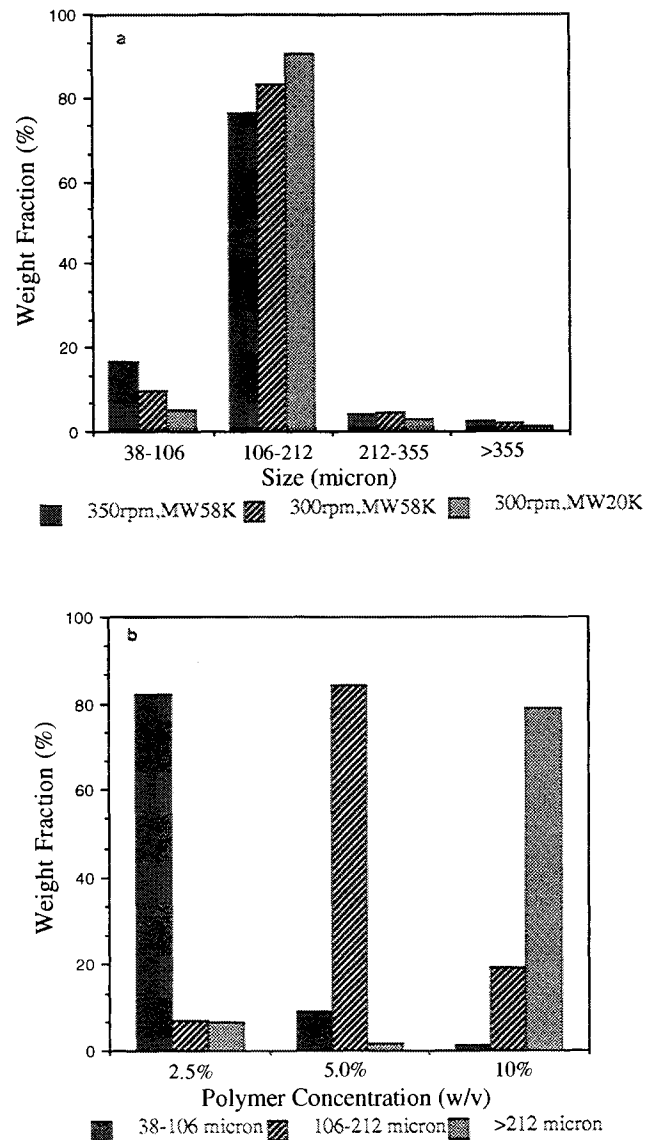 a
100
80
60
40
20
0
Weight Fraction (%)
38-106 106-212 212-355 >355
Size (micron)
350rpm,MW58K 300rpm,MW58K 300rpm,MW20K
b
100
80
60
40
20
0
Weight Fraction (%)
2.5% 5.0% 10%
Polymer Concentration (w/v)
38-106 micron 106-212 micron >212 micron